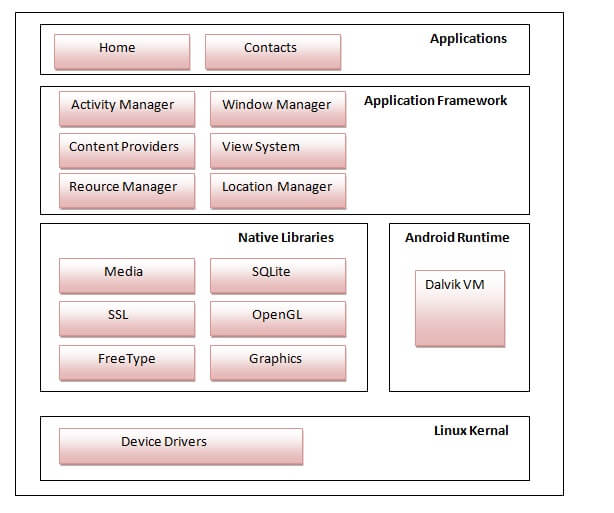 Applications
Home
Contacts
Application Framework
Activity Manager
Window Manager
Content Providers
View System
Reource Manager
Location Manager
Native Libraries
Media
SQLite
SSL
OpenGL
FreeType
Graphics
Android Runtime
Dalvik VM
Linux Kernal
Device Drivers